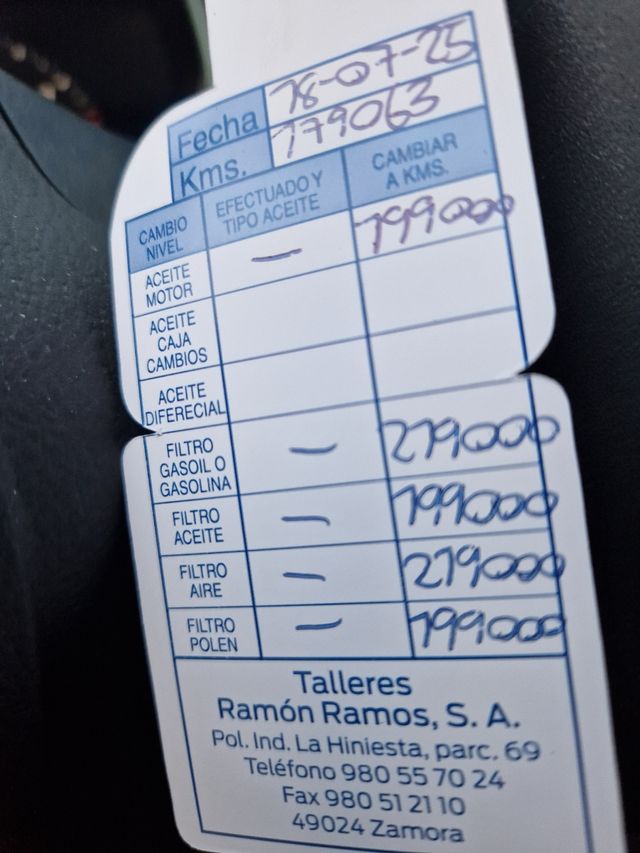 Fecha 18-07-25
Kms. 179063
CAMBIO NIVEL EFECTUADO Y TIPO ACEITE CAMBIAR A KMS.
ACEITE MOTOR — 199000
ACEITE CAJA CAMBIOS
ACEITE DIFERECIAL
FILTRO GASOIL O GASOLINA — 219000
FILTRO ACEITE — 199000
FILTRO AIRE — 219000
FILTRO POLEN — 199000
Talleres
Ramón Ramos, S. A.
Pol. Ind. La Hiniesta, parc. 69
Teléfono 980 55 70 24
Fax 980 51 21 10
49024 Zamora